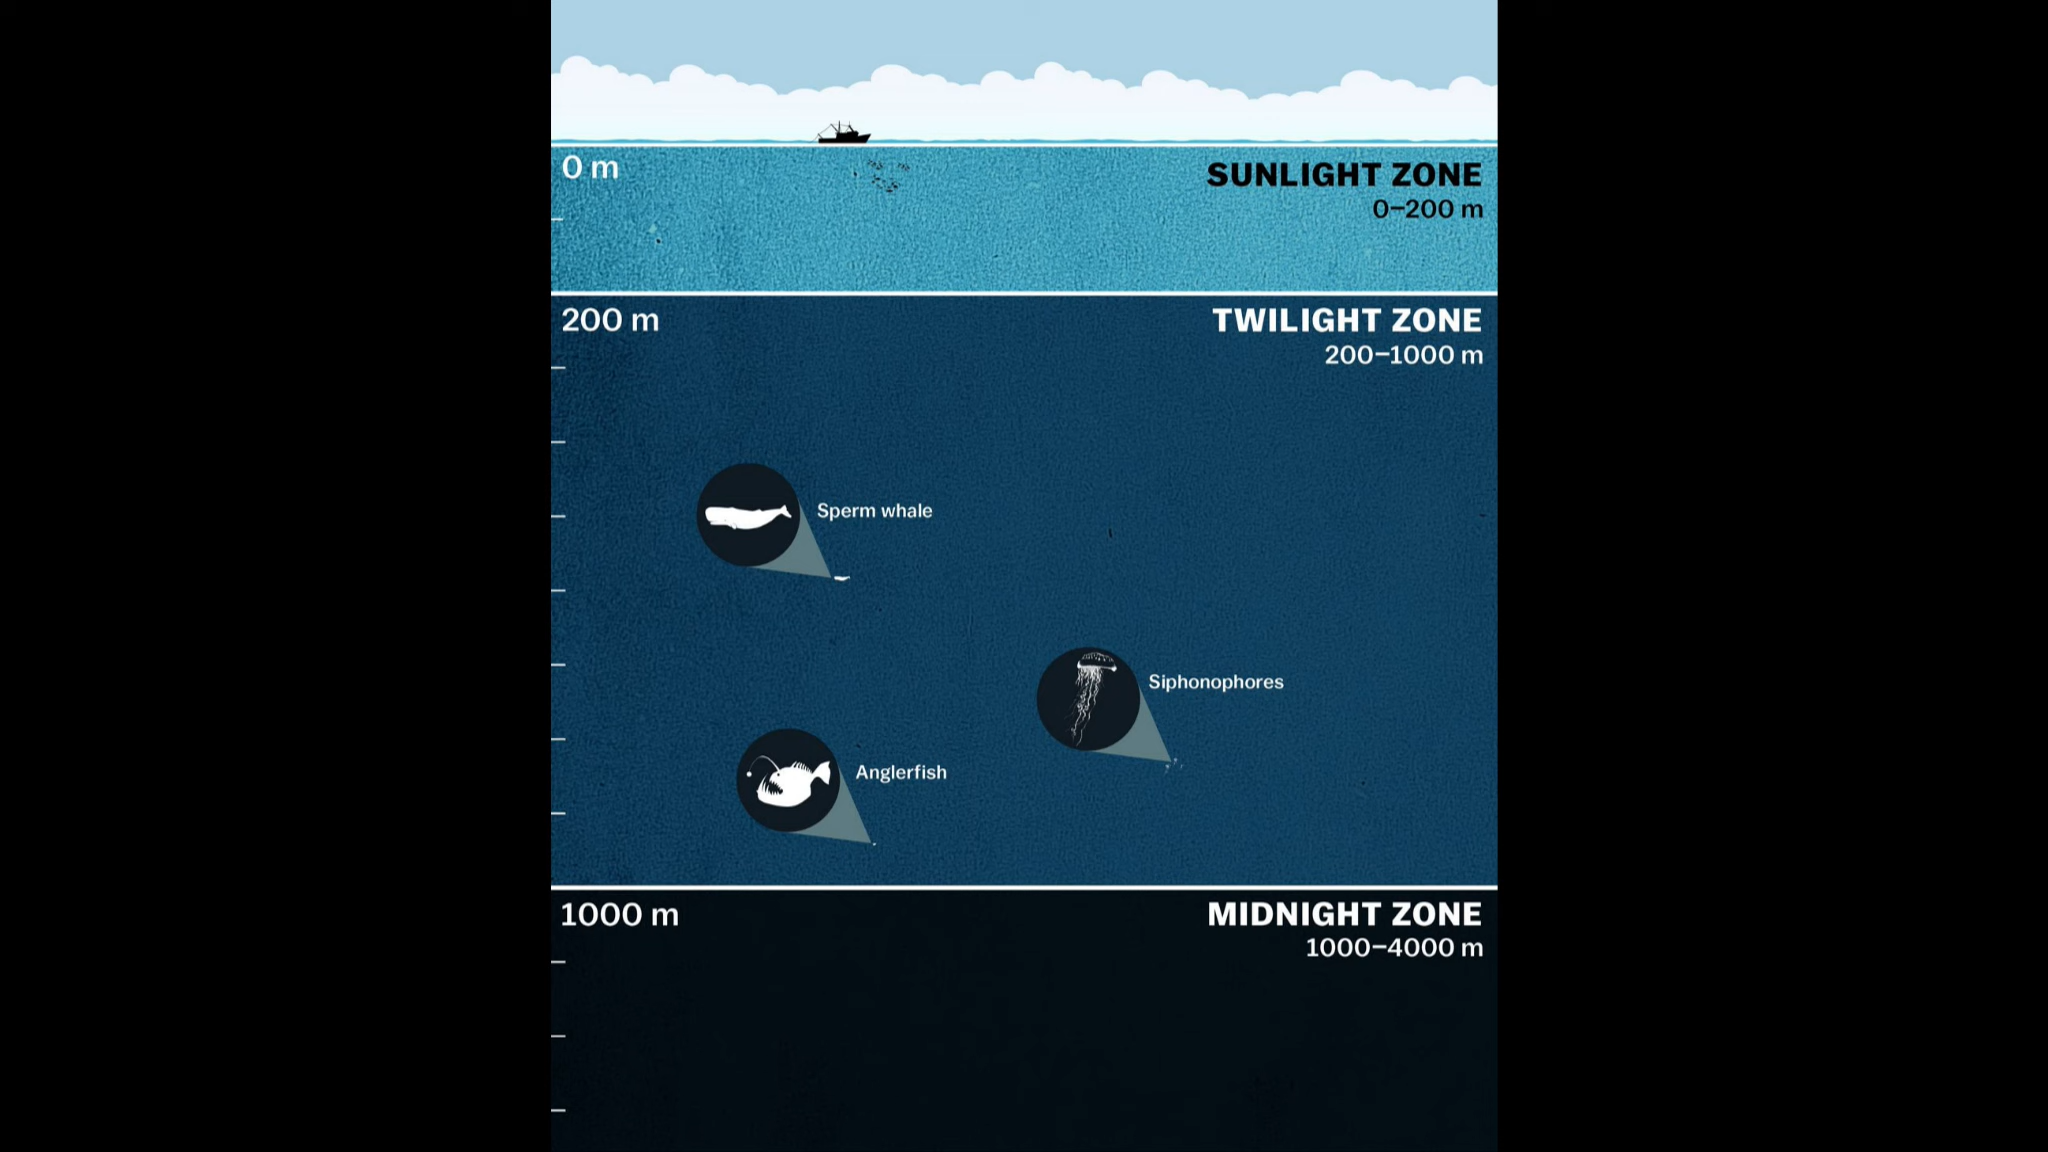 0 m
SUNLIGHT ZONE
0–200 m
200 m
TWILIGHT ZONE
200–1000 m
Sperm whale
Siphonophores
Anglerfish
1000 m
MIDNIGHT ZONE
1000–4000 m